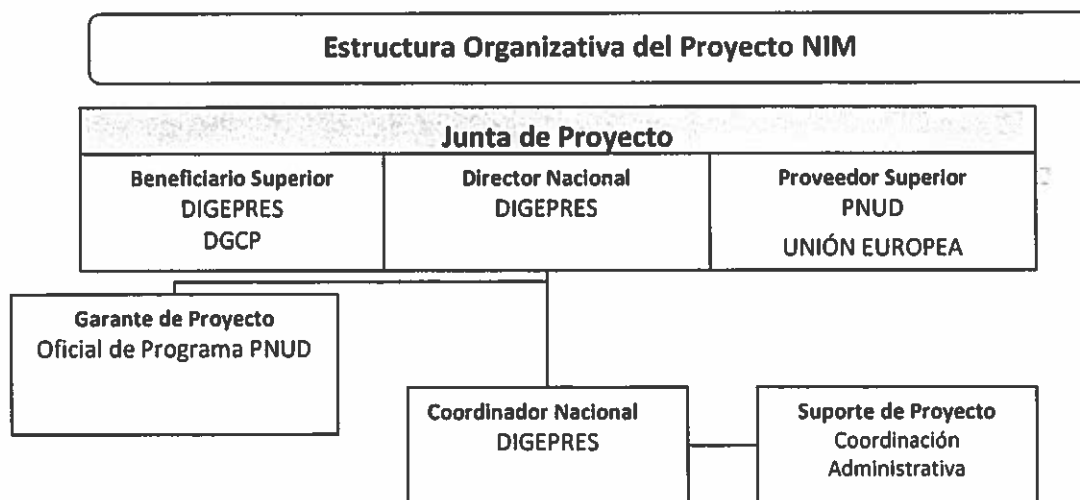 Estructura Organizativa del Proyecto NIM
Junta de Proyecto
Beneficiario Superior
DIGEPRES
DGCP
Director Nacional
DIGEPRES
Proveedor Superior
PNUD
UNIÓN EUROPEA
Garante de Proyecto
Oficial de Programa PNUD
Coordinador Nacional
DIGEPRES
Suporte de Proyecto
Coordinación
Administrativa